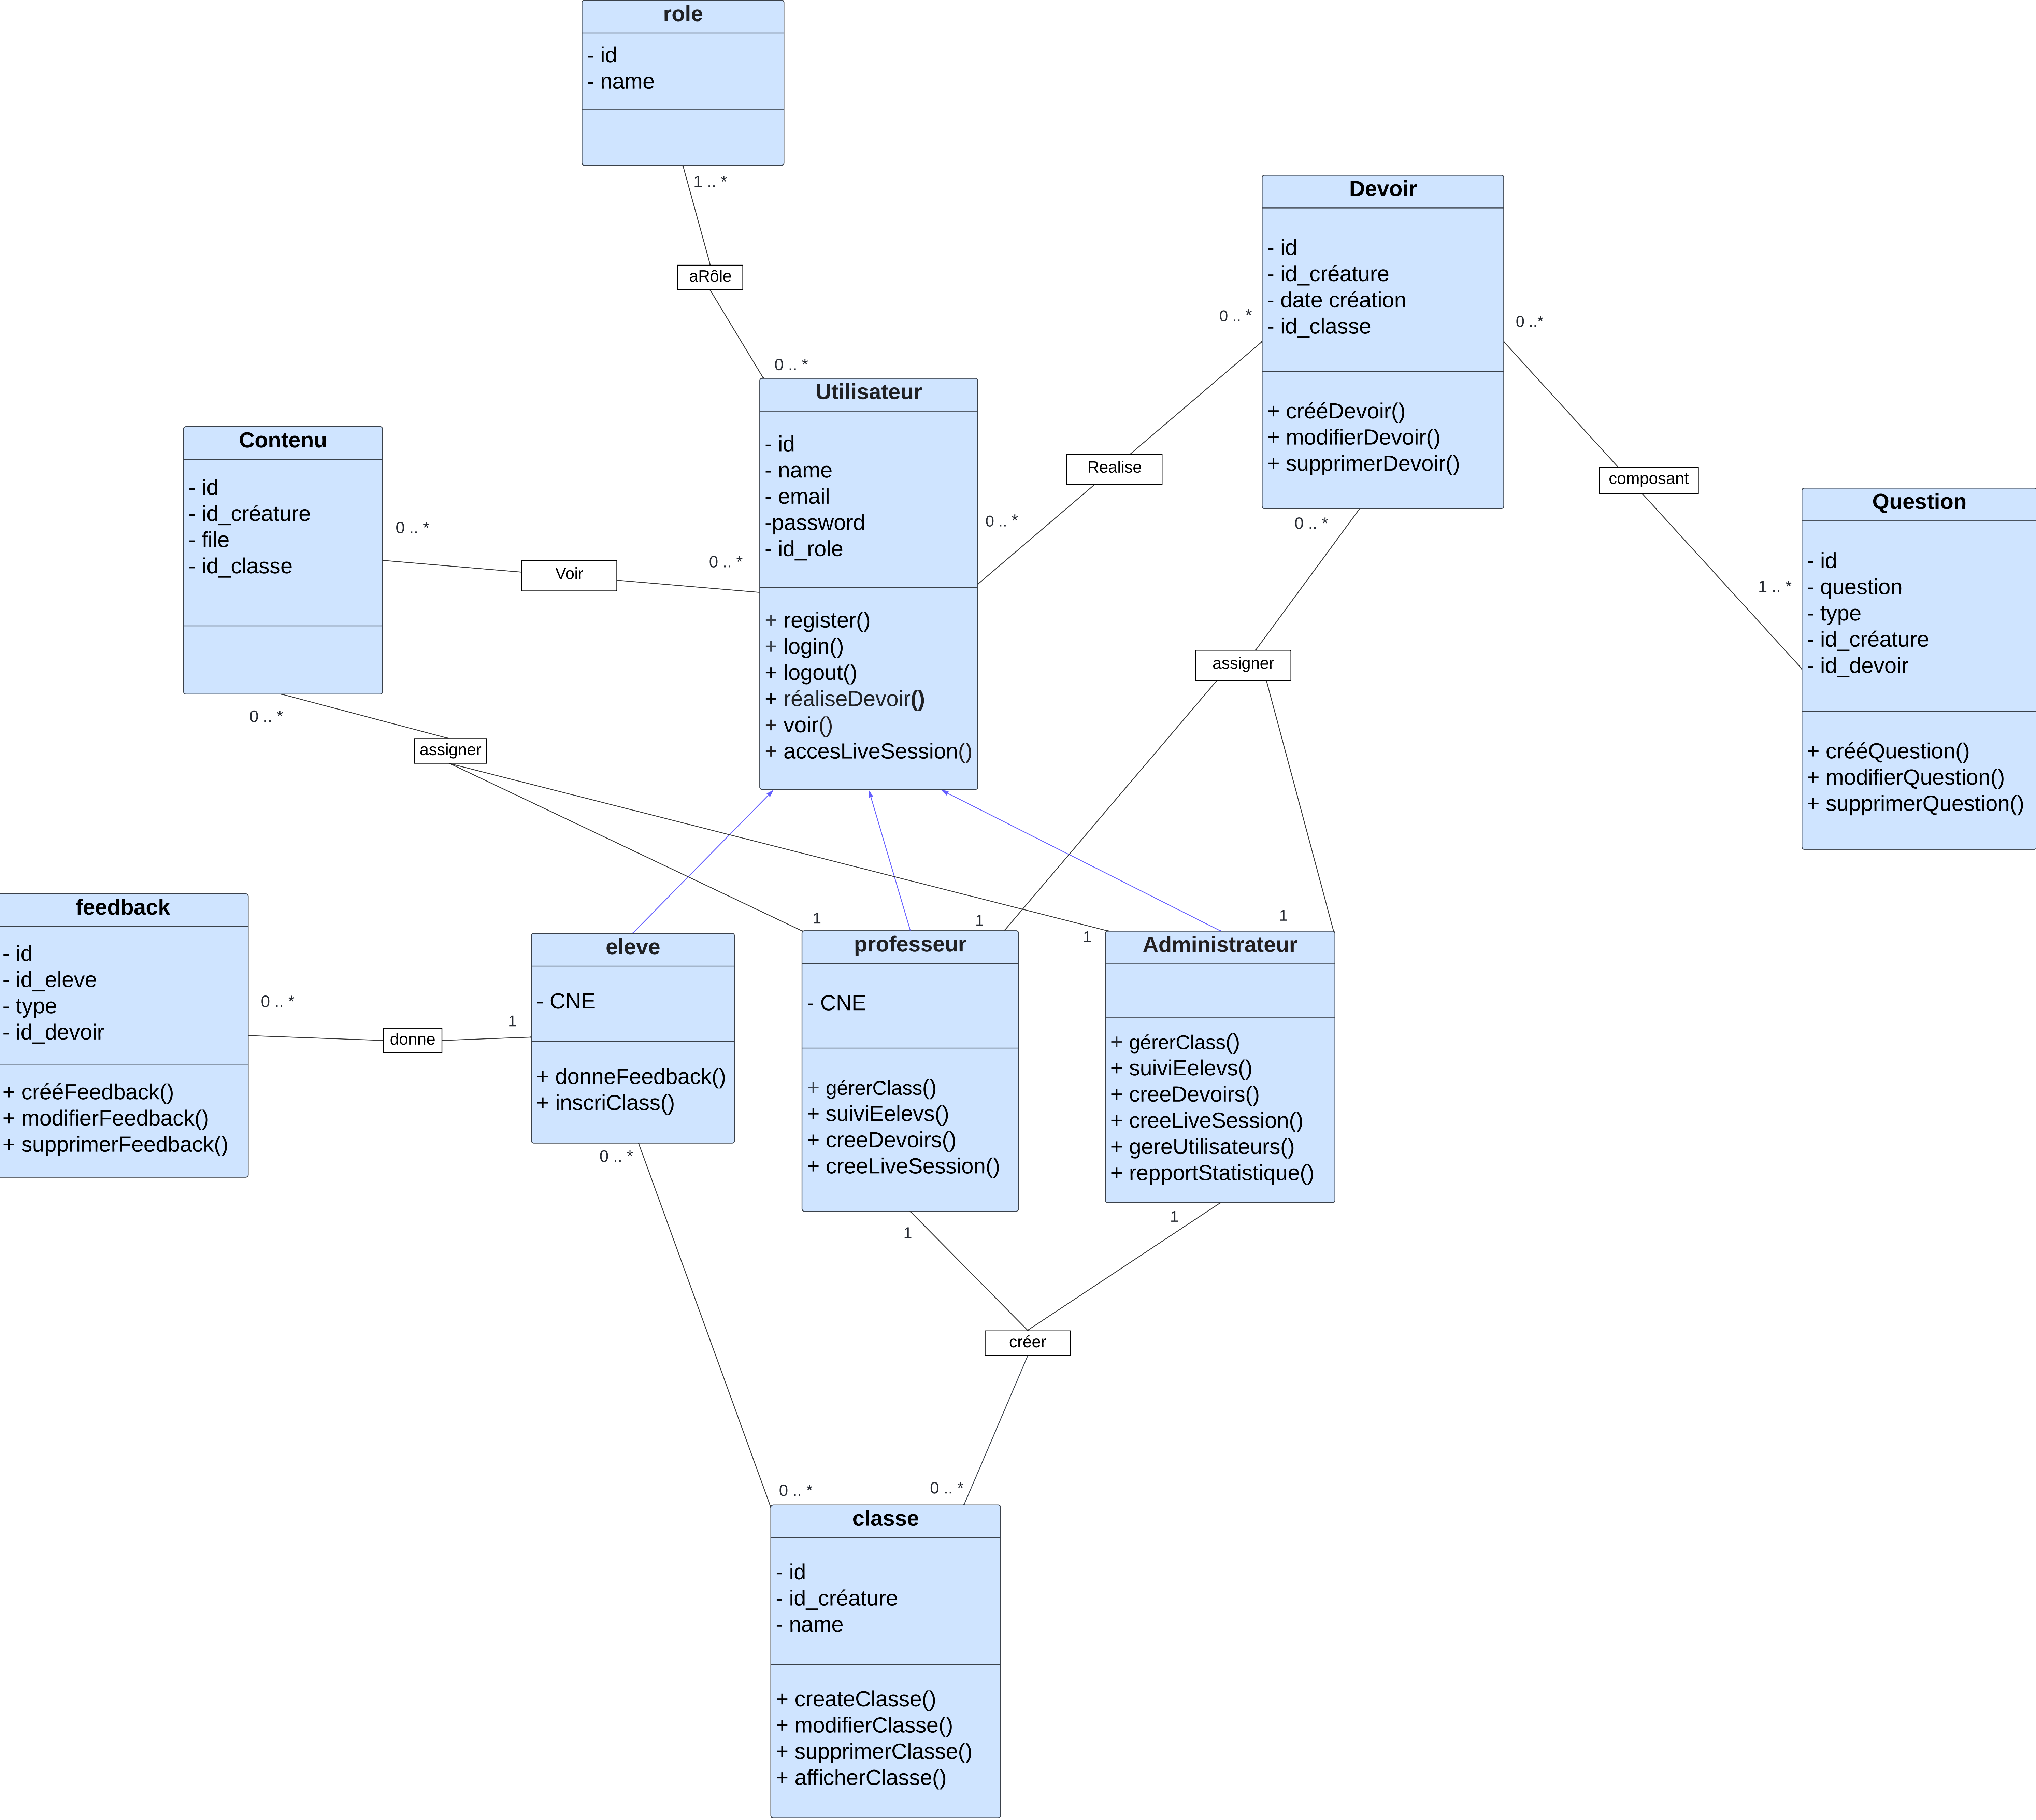 role
- id
- name
1 .. *
aRôle
0 .. *
Devoir
- id
- id_créature
- date création
- id_classe
+ crééDevoir()
+ modifierDevoir()
+ supprimerDevoir()
0 .. *
0 ..*
0 .. *
Utilisateur
- id
- name
- email
-password
- id_role
+ register()
+ login()
+ logout()
+ réaliseDevoir()
+ voir()
+ accesLiveSession()
Realise
0 .. *
composant
1 .. *
Question
- id
- question
- type
- id_créature
- id_devoir
+ crééQuestion()
+ modifierQuestion()
+ supprimerQuestion()
Contenu
- id
- id_créature
- file
- id_classe
0 .. *
Voir
0 .. *
0 .. *
assigner
assigner
1
1
1
1
feedback
- id
- id_eleve
- type
- id_devoir
+ crééFeedback()
+ modifierFeedback()
+ supprimerFeedback()
0 .. *
donne
1
eleve
- CNE
+ donneFeedback()
+ inscriClass()
0 .. *
professeur
- CNE
+ gérerClass()
+ suiviEelevs()
+ creeDevoirs()
+ creeLiveSession()
1
Administrateur
+ gérerClass()
+ suiviEelevs()
+ creeDevoirs()
+ creeLiveSession()
+ gereUtilisateurs()
+ repportStatistique()
1
créer
0 .. *
0 .. *
classe
- id
- id_créature
- name
+ createClasse()
+ modifierClasse()
+ supprimerClasse()
+ afficherClasse()